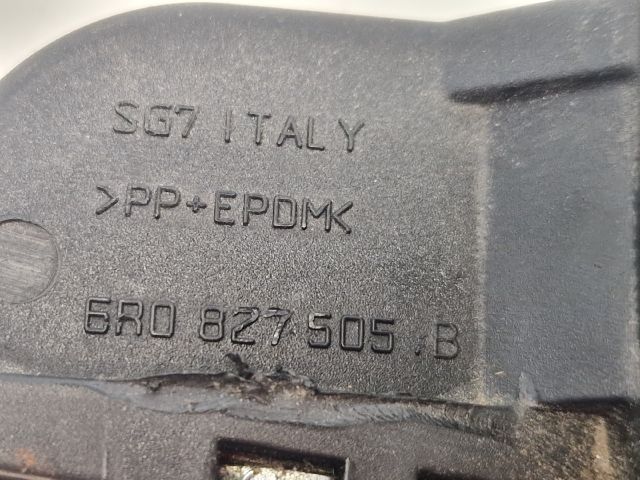 SG7 ITALY
>PP+EPDM<
6R0 827 505 B